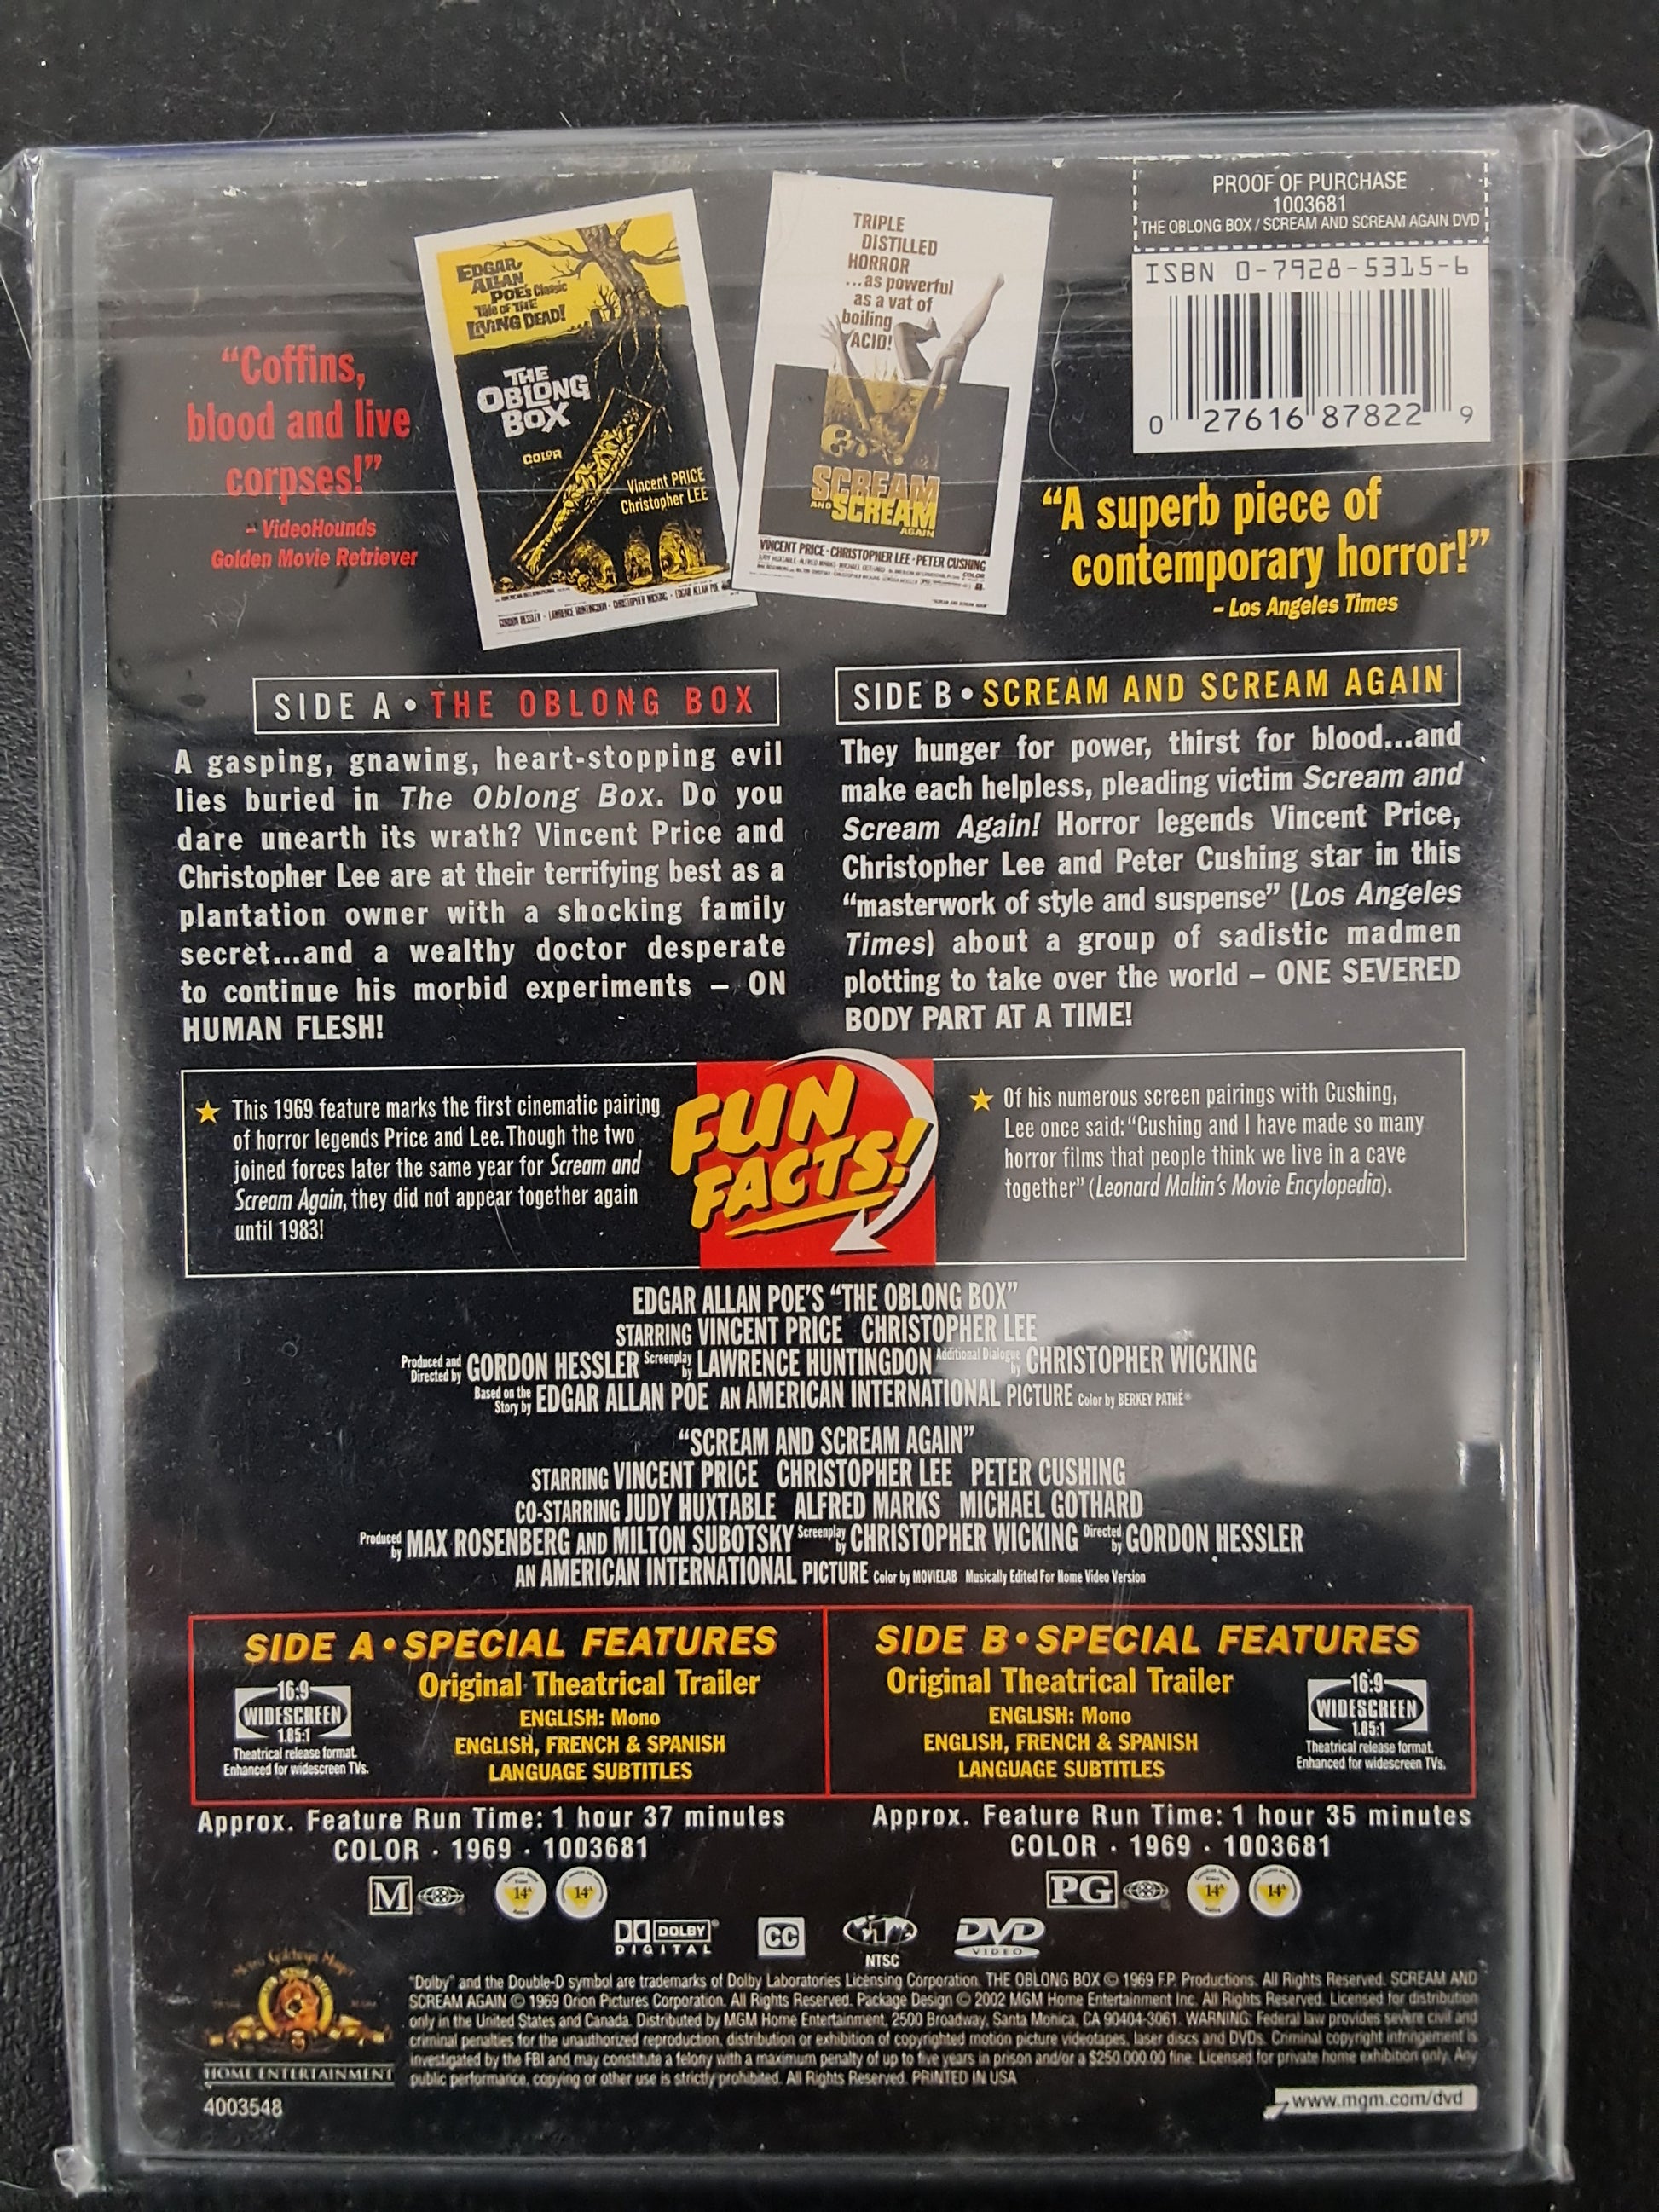 PROOF OF PURCHASE
1003681
THE OBLONG BOX / SCREAM AND SCREAM AGAIN DVD
ISBN 0-7928-5315-6
0 27616 87822 9
EDGAR
ALLAN
POE's Classic
Tale OF THE
LIVING DEAD!
THE
OBLONG
BOX
COLOR
Vincent PRICE
Christopher LEE
GORDON HESSLER · LAWRENCE HUNTINGDON · CHRISTOPHER WICKING · EDGAR ALLAN POE
TRIPLE
DISTILLED
HORROR
...as powerful
as a vat of
boiling
ACID!
SCREAM
AND SCREAM
AGAIN
VINCENT PRICE · CHRISTOPHER LEE · PETER CUSHING
“Coffins,
blood and live
corpses!”
– VideoHounds
Golden Movie Retriever
“A superb piece of
contemporary horror!”
– Los Angeles Times
SIDE A • THE OBLONG BOX
A gasping, gnawing, heart-stopping evil
lies buried in The Oblong Box. Do you
dare unearth its wrath? Vincent Price and
Christopher Lee are at their terrifying best as a
plantation owner with a shocking family
secret...and a wealthy doctor desperate
to continue his morbid experiments – ON
HUMAN FLESH!
SIDE B • SCREAM AND SCREAM AGAIN
They hunger for power, thirst for blood...and
make each helpless, pleading victim Scream and
Scream Again! Horror legends Vincent Price,
Christopher Lee and Peter Cushing star in this
“masterwork of style and suspense” (Los Angeles
Times) about a group of sadistic madmen
plotting to take over the world – ONE SEVERED
BODY PART AT A TIME!
★ This 1969 feature marks the first cinematic pairing
of horror legends Price and Lee. Though the two
joined forces later the same year for Scream and
Scream Again, they did not appear together again
until 1983!
FUN
FACTS!
★ Of his numerous screen pairings with Cushing,
Lee once said: “Cushing and I have made so many
horror films that people think we live in a cave
together” (Leonard Maltin’s Movie Encylopedia).
EDGAR ALLAN POE’S “THE OBLONG BOX”
STARRING VINCENT PRICE CHRISTOPHER LEE
Produced and Directed by GORDON HESSLER Screenplay by LAWRENCE HUNTINGDON Additional Dialogue by CHRISTOPHER WICKING
Based on the Story by EDGAR ALLAN POE AN AMERICAN INTERNATIONAL PICTURE Color by BERKEY PATHÉ®
“SCREAM AND SCREAM AGAIN”
STARRING VINCENT PRICE CHRISTOPHER LEE PETER CUSHING
CO-STARRING JUDY HUXTABLE ALFRED MARKS MICHAEL GOTHARD
Produced by MAX ROSENBERG AND MILTON SUBOTSKY Screenplay by CHRISTOPHER WICKING Directed by GORDON HESSLER
AN AMERICAN INTERNATIONAL PICTURE Color by MOVIELAB Musically Edited For Home Video Version
SIDE A • SPECIAL FEATURES
Original Theatrical Trailer
ENGLISH: Mono
ENGLISH, FRENCH & SPANISH
LANGUAGE SUBTITLES
16:9
WIDESCREEN
1.85:1
Theatrical release format.
Enhanced for widescreen TVs.
SIDE B • SPECIAL FEATURES
Original Theatrical Trailer
ENGLISH: Mono
ENGLISH, FRENCH & SPANISH
LANGUAGE SUBTITLES
16:9
WIDESCREEN
1.85:1
Theatrical release format.
Enhanced for widescreen TVs.
Approx. Feature Run Time: 1 hour 37 minutes
COLOR · 1969 · 1003681
M 14A 14A
Approx. Feature Run Time: 1 hour 35 minutes
COLOR · 1969 · 1003681
PG 14A 14A
DOLBY
DIGITAL
CC
NTSC
DVD
VIDEO
Metro Goldwyn Mayer
HOME ENTERTAINMENT
4003548
“Dolby” and the Double-D symbol are trademarks of Dolby Laboratories Licensing Corporation. THE OBLONG BOX © 1969 F.P. Productions. All Rights Reserved. SCREAM AND
SCREAM AGAIN © 1969 Orion Pictures Corporation. All Rights Reserved. Package Design © 2002 MGM Home Entertainment Inc. All Rights Reserved. Licensed for distribution
only in the United States and Canada. Distributed by MGM Home Entertainment, 2500 Broadway, Santa Monica, CA 90404-3061. WARNING: Federal law provides severe civil and
criminal penalties for the unauthorized reproduction, distribution or exhibition of copyrighted motion picture videotapes, laser discs and DVDs. Criminal copyright infringement is
investigated by the FBI and may constitute a felony with a maximum penalty of up to five years in prison and/or a $250,000.00 fine. Licensed for private home exhibition only. Any
public performance, copying or other use is strictly prohibited. All Rights Reserved. PRINTED IN USA
www.mgm.com/dvd